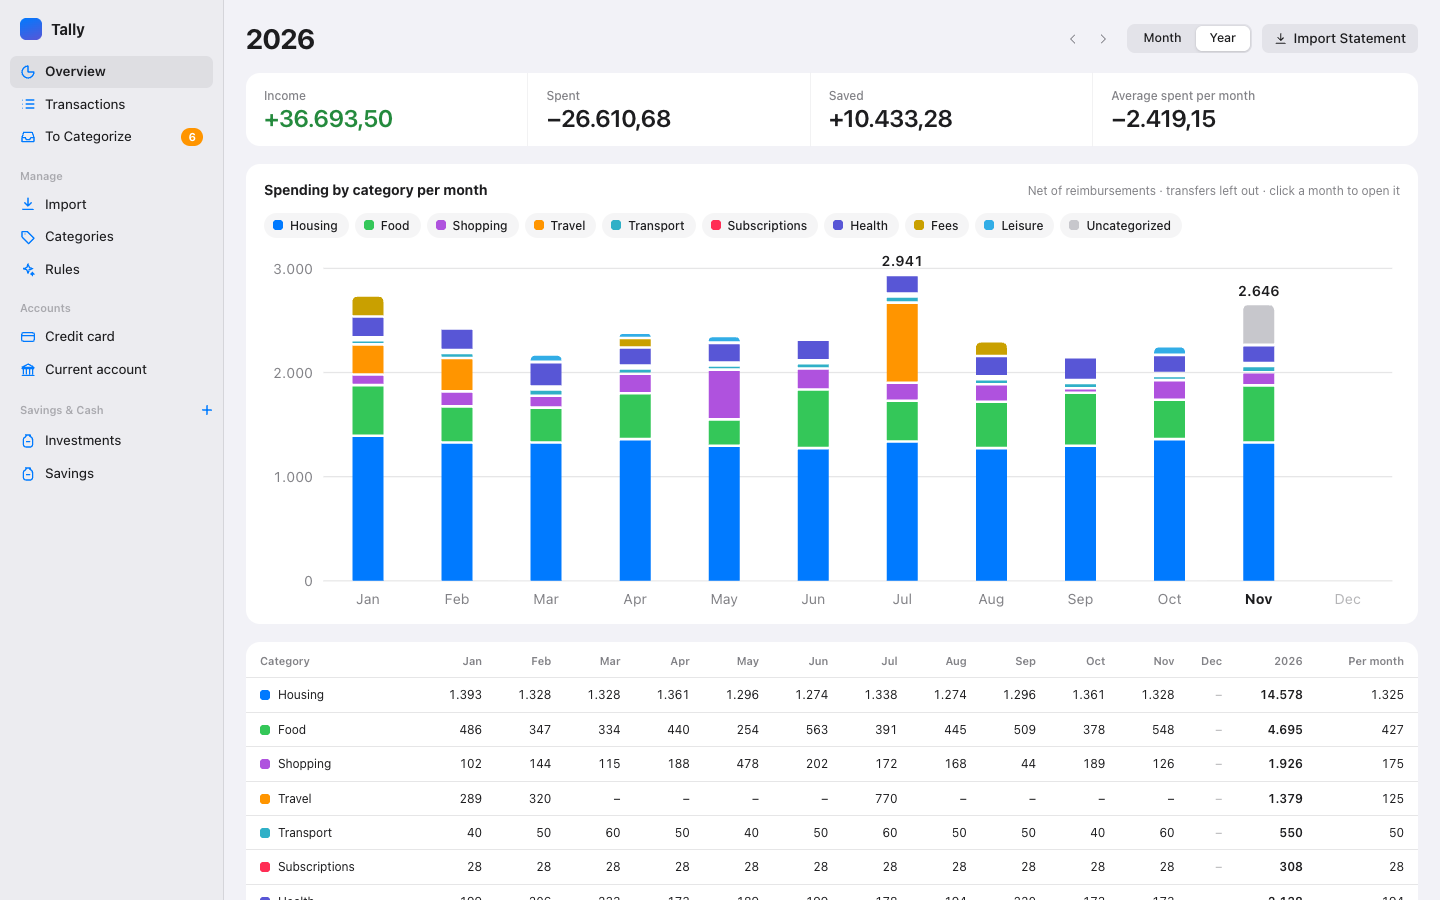 Tally
Overview
Transactions
To Categorize 6
Manage
Import
Categories
Rules
Accounts
Credit card
Current account
Savings & Cash +
Investments
Savings
2026
Month Year Import Statement
Income Spent Saved Average spent per month
+36.693,50 −26.610,68 +10.433,28 −2.419,15
Spending by category per month Net of reimbursements · transfers left out · click a month to open it
Housing Food Shopping Travel Transport Subscriptions Health Fees Leisure Uncategorized
2.941
3.000
2.646
2.000
1.000
0
Jan Feb Mar Apr May Jun Jul Aug Sep Oct Nov Dec
Category Jan Feb Mar Apr May Jun Jul Aug Sep Oct Nov Dec 2026 Per month
Housing 1.393 1.328 1.328 1.361 1.296 1.274 1.338 1.274 1.296 1.361 1.328 – 14.578 1.325
Food 486 347 334 440 254 563 391 445 509 378 548 – 4.695 427
Shopping 102 144 115 188 478 202 172 168 44 189 126 – 1.926 175
Travel 289 320 – – – – 770 – – – – – 1.379 125
Transport 40 50 60 50 40 50 60 50 50 40 60 – 550 50
Subscriptions 28 28 28 28 28 28 28 28 28 28 28 – 308 28